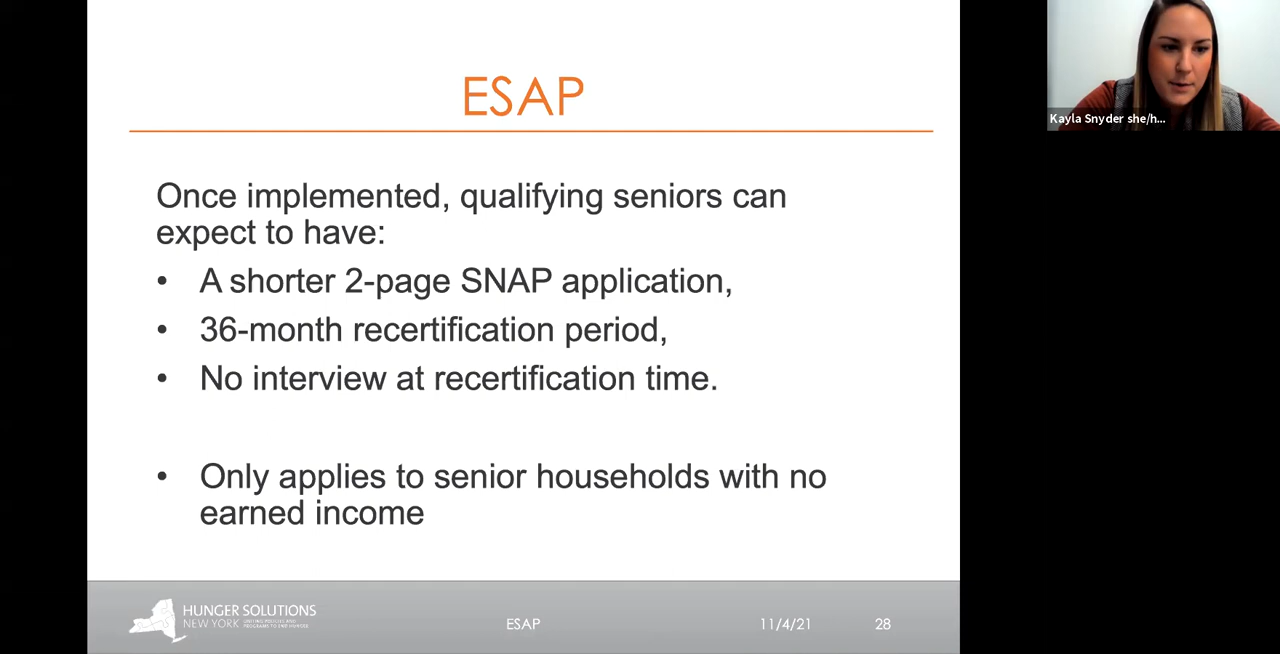 ESAP
Once implemented, qualifying seniors can
expect to have:
• A shorter 2-page SNAP application,
• 36-month recertification period,
• No interview at recertification time.
• Only applies to senior households with no
earned income
HUNGER SOLUTIONS
NEW YORK
ESAP
11/4/21
28
Kayla Snyder she/h...